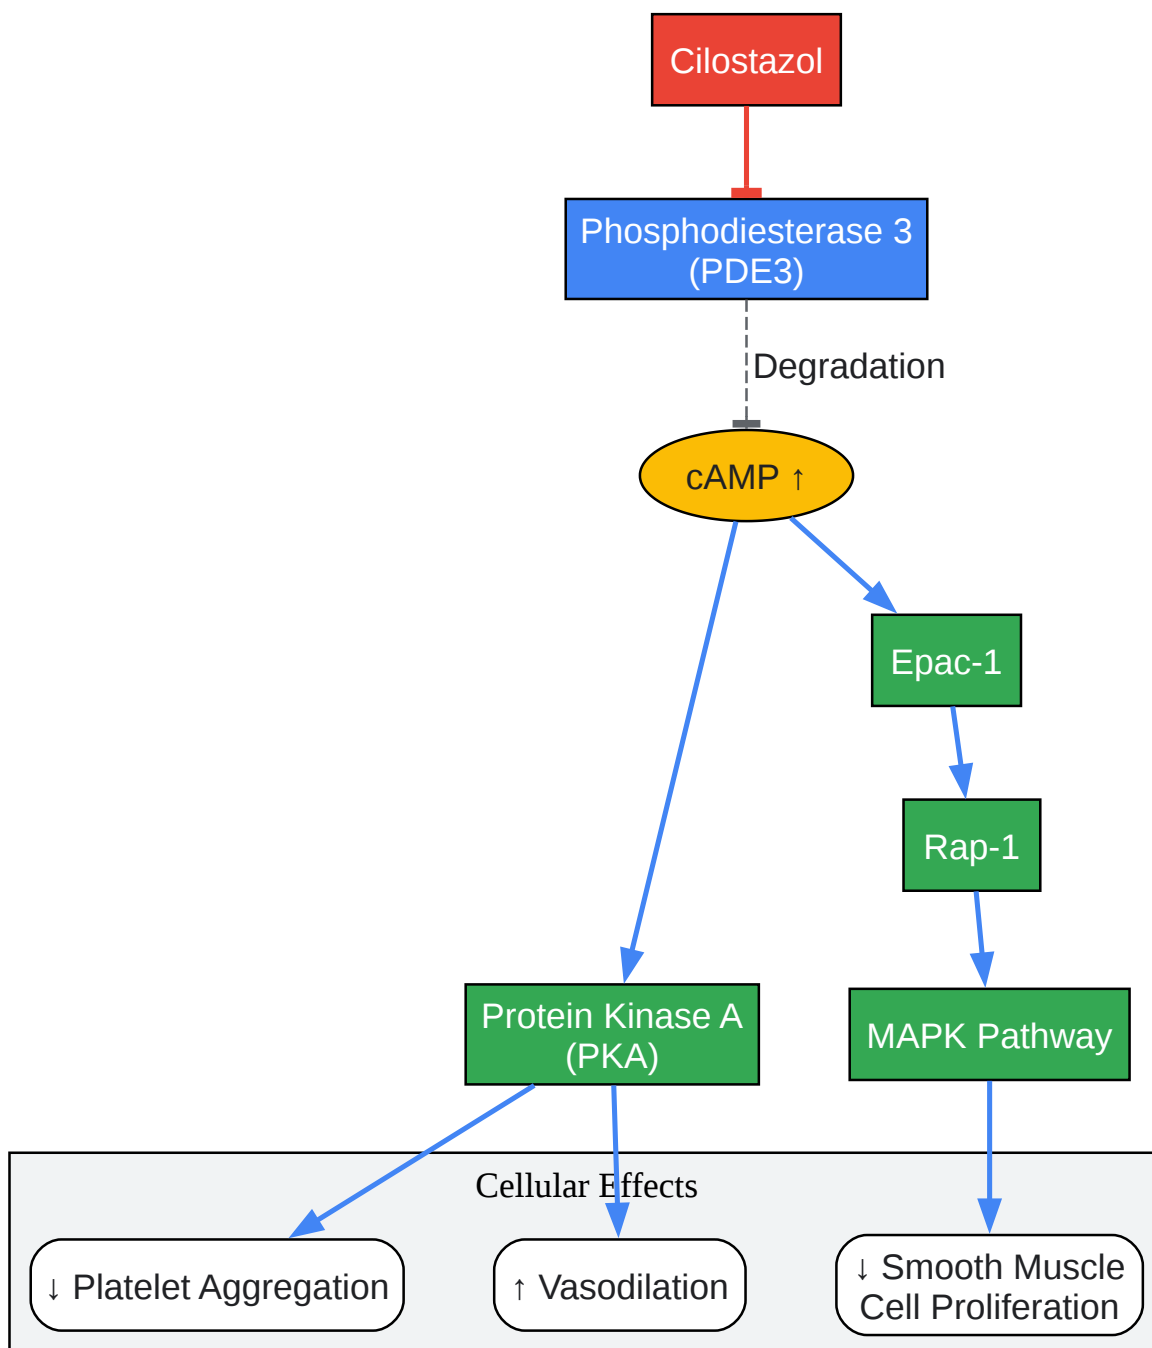 Cilostazol
Phosphodiesterase 3
(PDE3)
Degradation
cAMP ↑
Epac-1
Rap-1
Protein Kinase A
(PKA)
MAPK Pathway
Cellular Effects
↓ Platelet Aggregation
↑ Vasodilation
↓ Smooth Muscle
Cell Proliferation